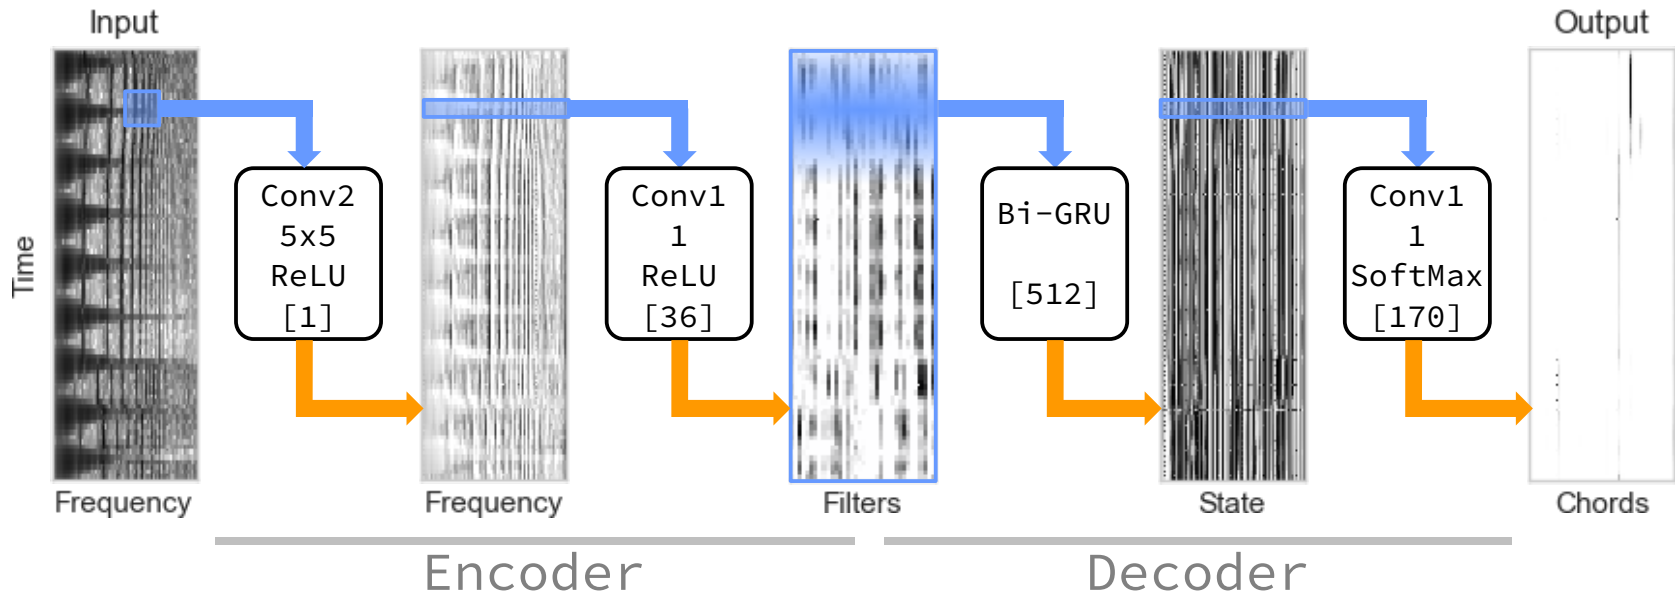 Input
Output
Time
Conv2
5x5
ReLU
[1]
Conv1
1
ReLU
[36]
Bi-GRU
[512]
Conv1
1
SoftMax
[170]
Frequency
Frequency
Filters
State
Chords
Encoder
Decoder